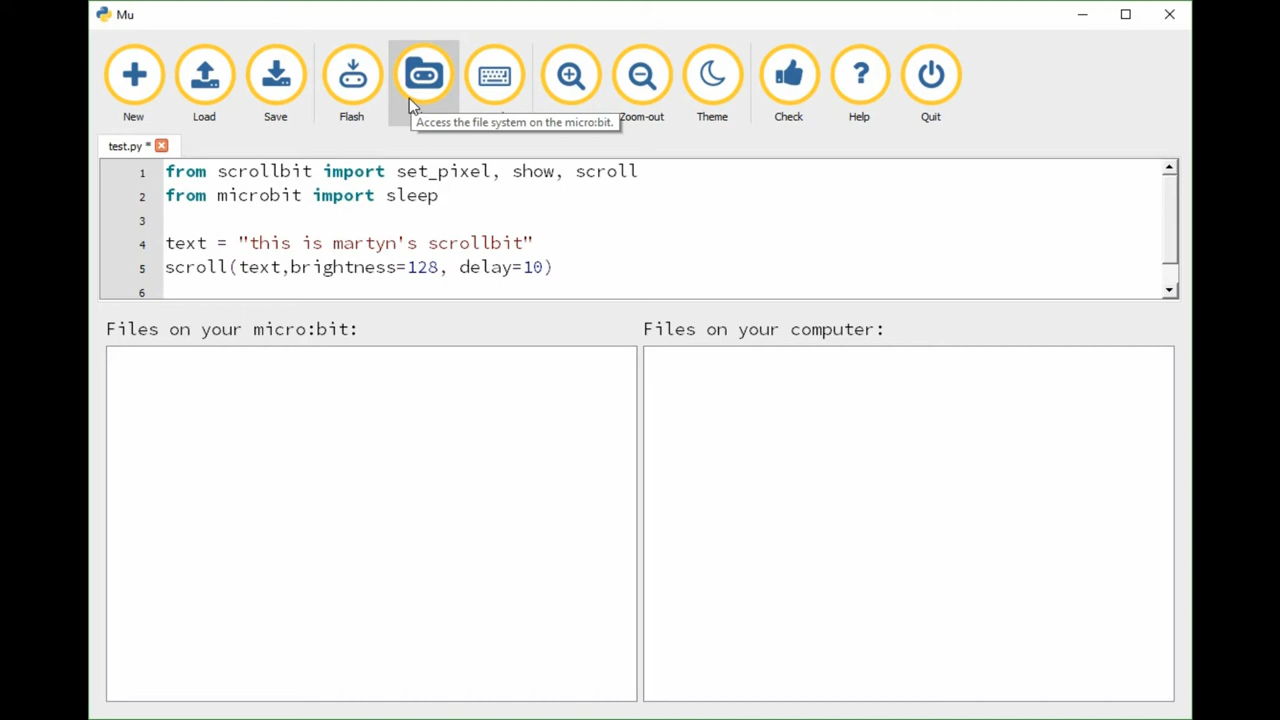 Mu
New
Load
Save
Flash
Zoom-out
Theme
Check
Help
Quit
Access the file system on the micro:bit.
test.py *
1 from scrollbit import set_pixel, show, scroll
2 from microbit import sleep
3
4 text = "this is martyn's scrollbit"
5 scroll(text,brightness=128, delay=10)
6
Files on your micro:bit:
Files on your computer: